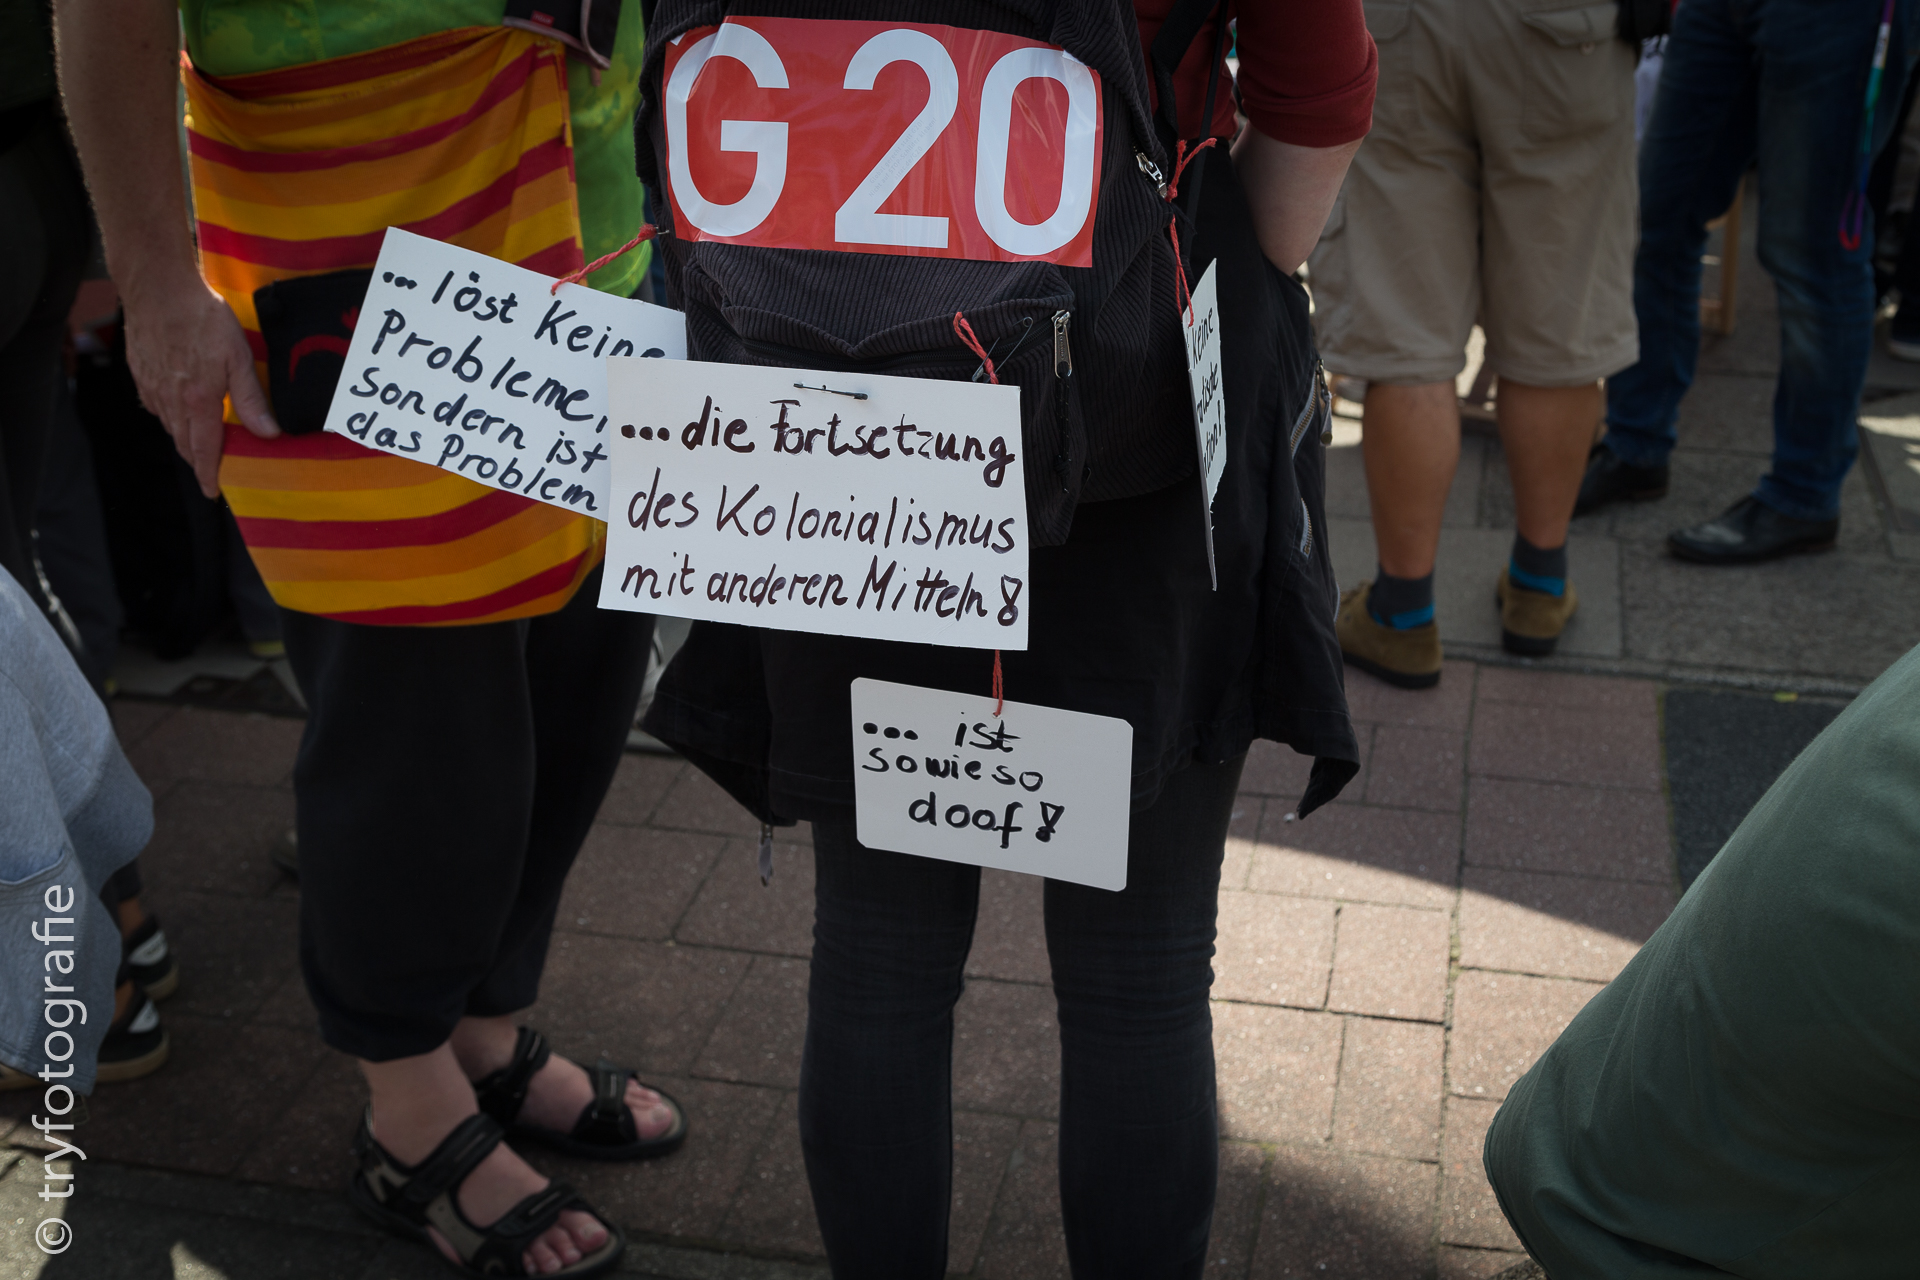 G20
... löst keine
Probleme,
sondern ist
das Problem
... die Fortsetzung
des Kolonialismus
mit anderen Mitteln!
... ist
sowieso
doof!
keine
© tryfotografie